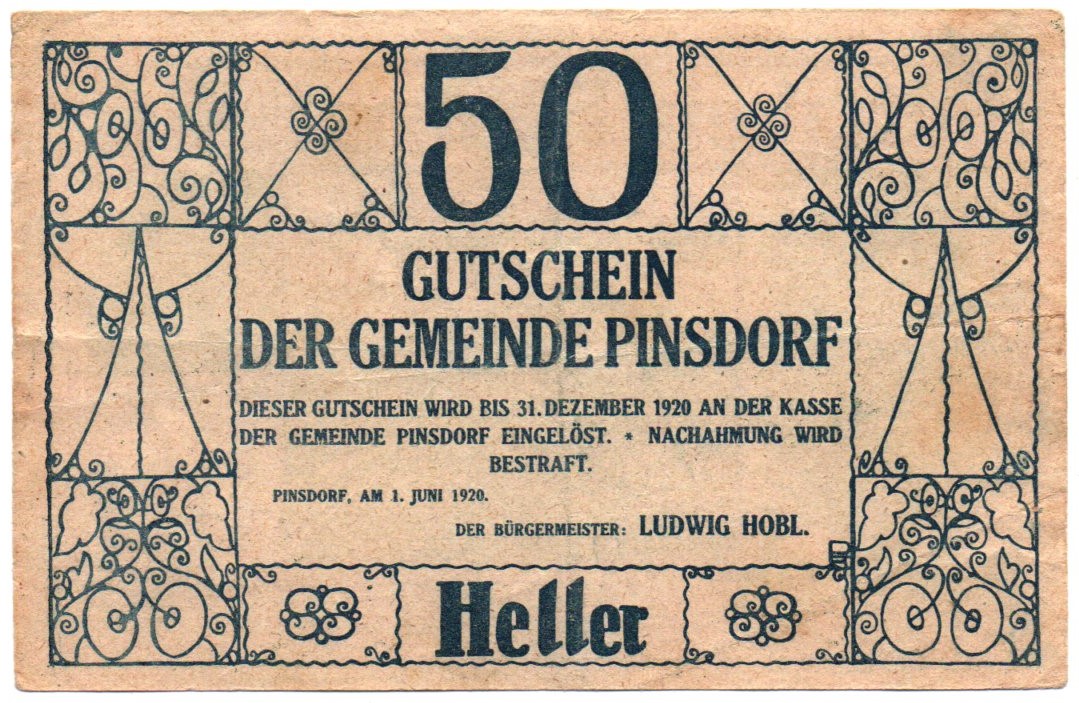 50
GUTSCHEIN
DER GEMEINDE PINSDORF
DIESER GUTSCHEIN WIRD BIS 31. DEZEMBER 1920 AN DER KASSE
DER GEMEINDE PINSDORF EINGELÖST. * NACHAHMUNG WIRD
BESTRAFT.
PINSDORF, AM 1. JUNI 1920.
DER BÜRGERMEISTER: LUDWIG HOBL.
Heller